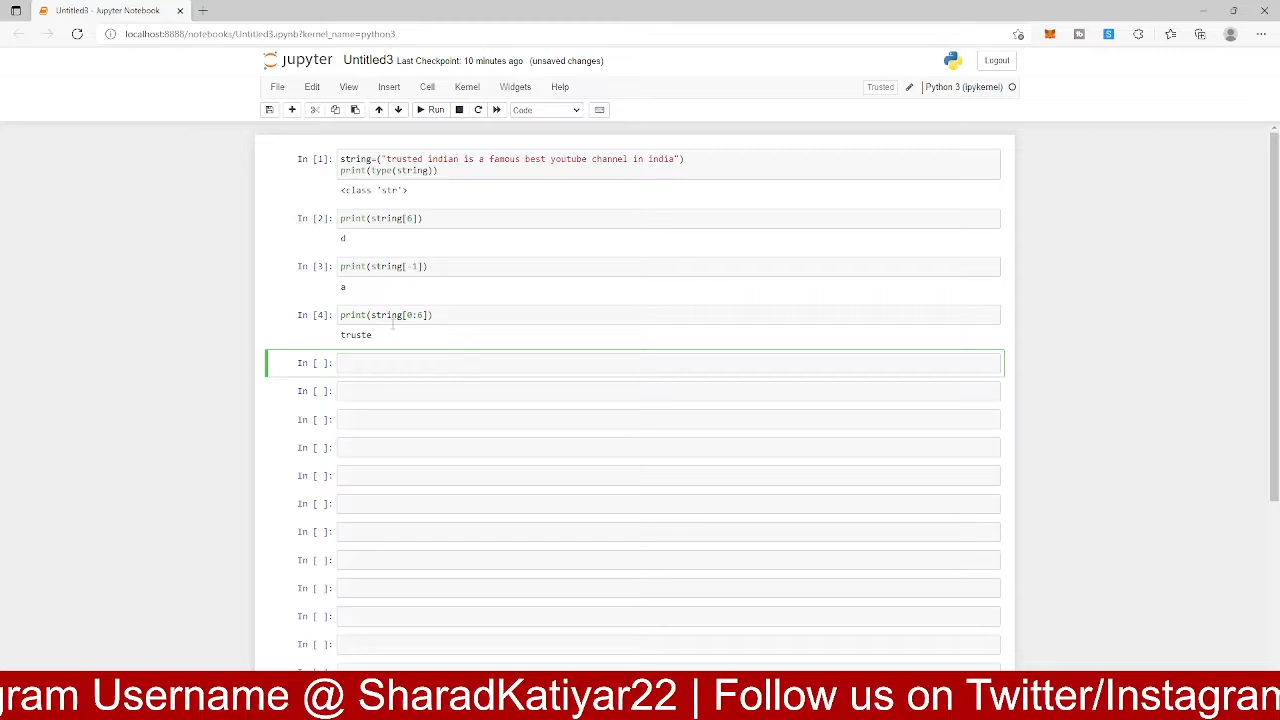 Untitled3 - Jupyter Notebook
localhost:8888/notebooks/Untitled3.ipynb?kernel_name=python3
jupyter Untitled3 Last Checkpoint: 10 minutes ago (unsaved changes) Logout
File Edit View Insert Cell Kernel Widgets Help Trusted Python 3 (ipykernel)
Run Code
In [1]: string=("trusted indian is a famous best youtube channel in india")
print(type(string))
<class 'str'>
In [2]: print(string[6])
d
In [3]: print(string[-1])
a
In [4]: print(string[0:6])
truste
In [ ]:
In [ ]:
In [ ]:
In [ ]:
In [ ]:
In [ ]:
In [ ]:
In [ ]:
In [ ]:
In [ ]:
In [ ]:
gram Username @ SharadKatiyar22 | Follow us on Twitter/Instagram